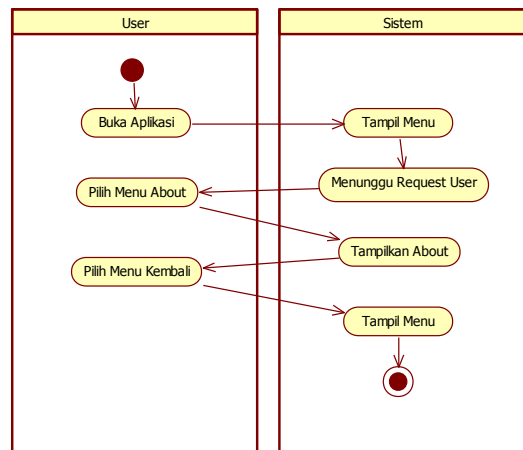 User
Sistem
Buka Aplikasi
Tampil Menu
Menunggu Request User
Pilih Menu About
Tampilkan About
Pilih Menu Kembali
Tampil Menu